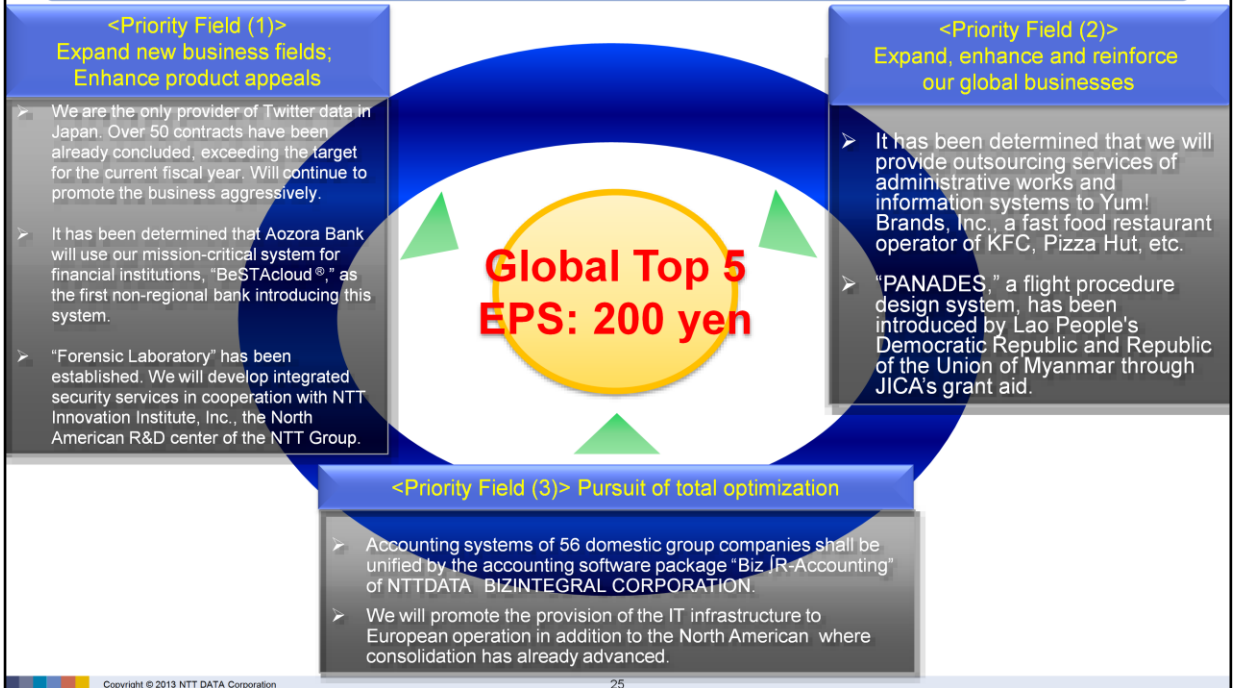 <Priority Field (1)>
Expand new business fields;
Enhance product appeals
We are the only provider of Twitter data in
Japan. Over 50 contracts have been
already concluded, exceeding the target
for the current fiscal year. Will continue to
promote the business aggressively.
It has been determined that Aozora Bank
will use our mission-critical system for
financial institutions, “BeSTAcloud ®,” as
the first non-regional bank introducing this
system.
“Forensic Laboratory” has been
established. We will develop integrated
security services in cooperation with NTT
Innovation Institute, Inc., the North
American R&D center of the NTT Group.
<Priority Field (2)>
Expand, enhance and reinforce
our global businesses
It has been determined that we will
provide outsourcing services of
administrative works and
information systems to Yum!
Brands, Inc., a fast food restaurant
operator of KFC, Pizza Hut, etc.
“PANADES,” a flight procedure
design system, has been
introduced by Lao People's
Democratic Republic and Republic
of the Union of Myanmar through
JICA's grant aid.
Global Top 5
EPS: 200 yen
<Priority Field (3)> Pursuit of total optimization
Accounting systems of 56 domestic group companies shall be
unified by the accounting software package “Biz ∫R-Accounting”
of NTTDATA BIZINTEGRAL CORPORATION.
We will promote the provision of the IT infrastructure to
European operation in addition to the North American where
consolidation has already advanced.
Copyright © 2013 NTT DATA Corporation
25